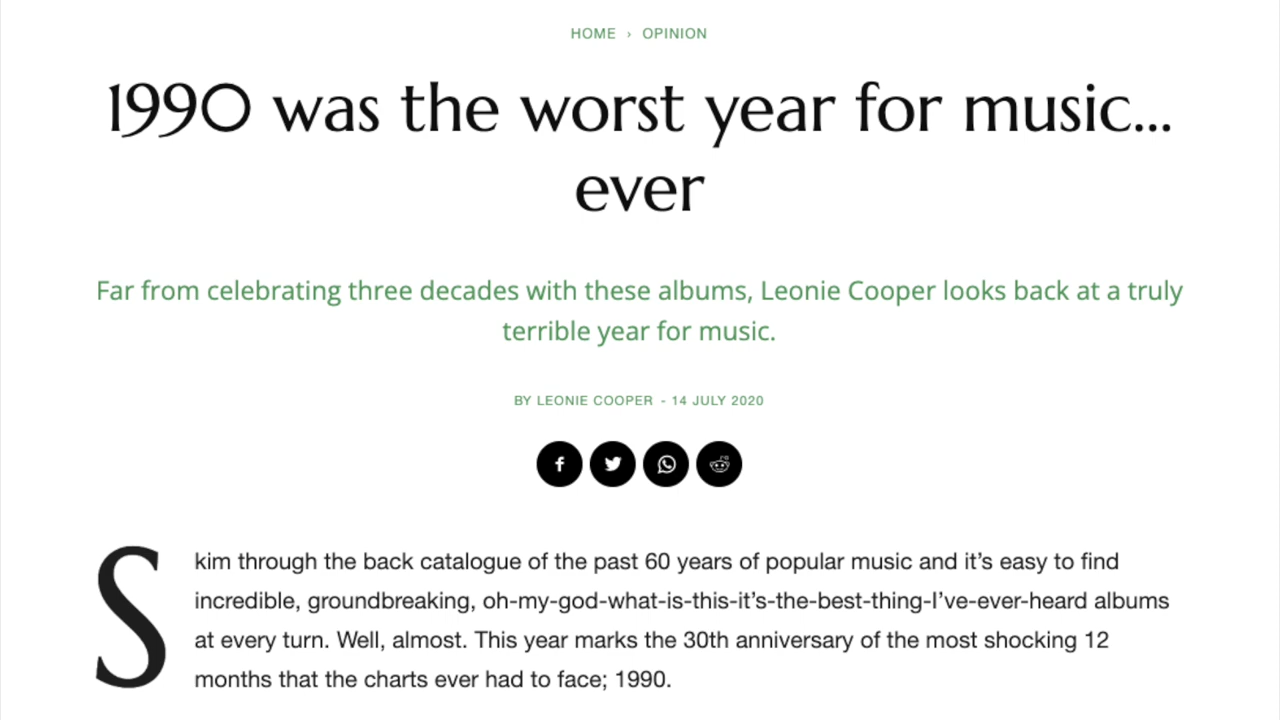 HOME › OPINION
1990 was the worst year for music...
ever
Far from celebrating three decades with these albums, Leonie Cooper looks back at a truly
terrible year for music.
BY LEONIE COOPER - 14 JULY 2020
Skim through the back catalogue of the past 60 years of popular music and it’s easy to find
incredible, groundbreaking, oh-my-god-what-is-this-it’s-the-best-thing-I’ve-ever-heard albums
at every turn. Well, almost. This year marks the 30th anniversary of the most shocking 12
months that the charts ever had to face; 1990.